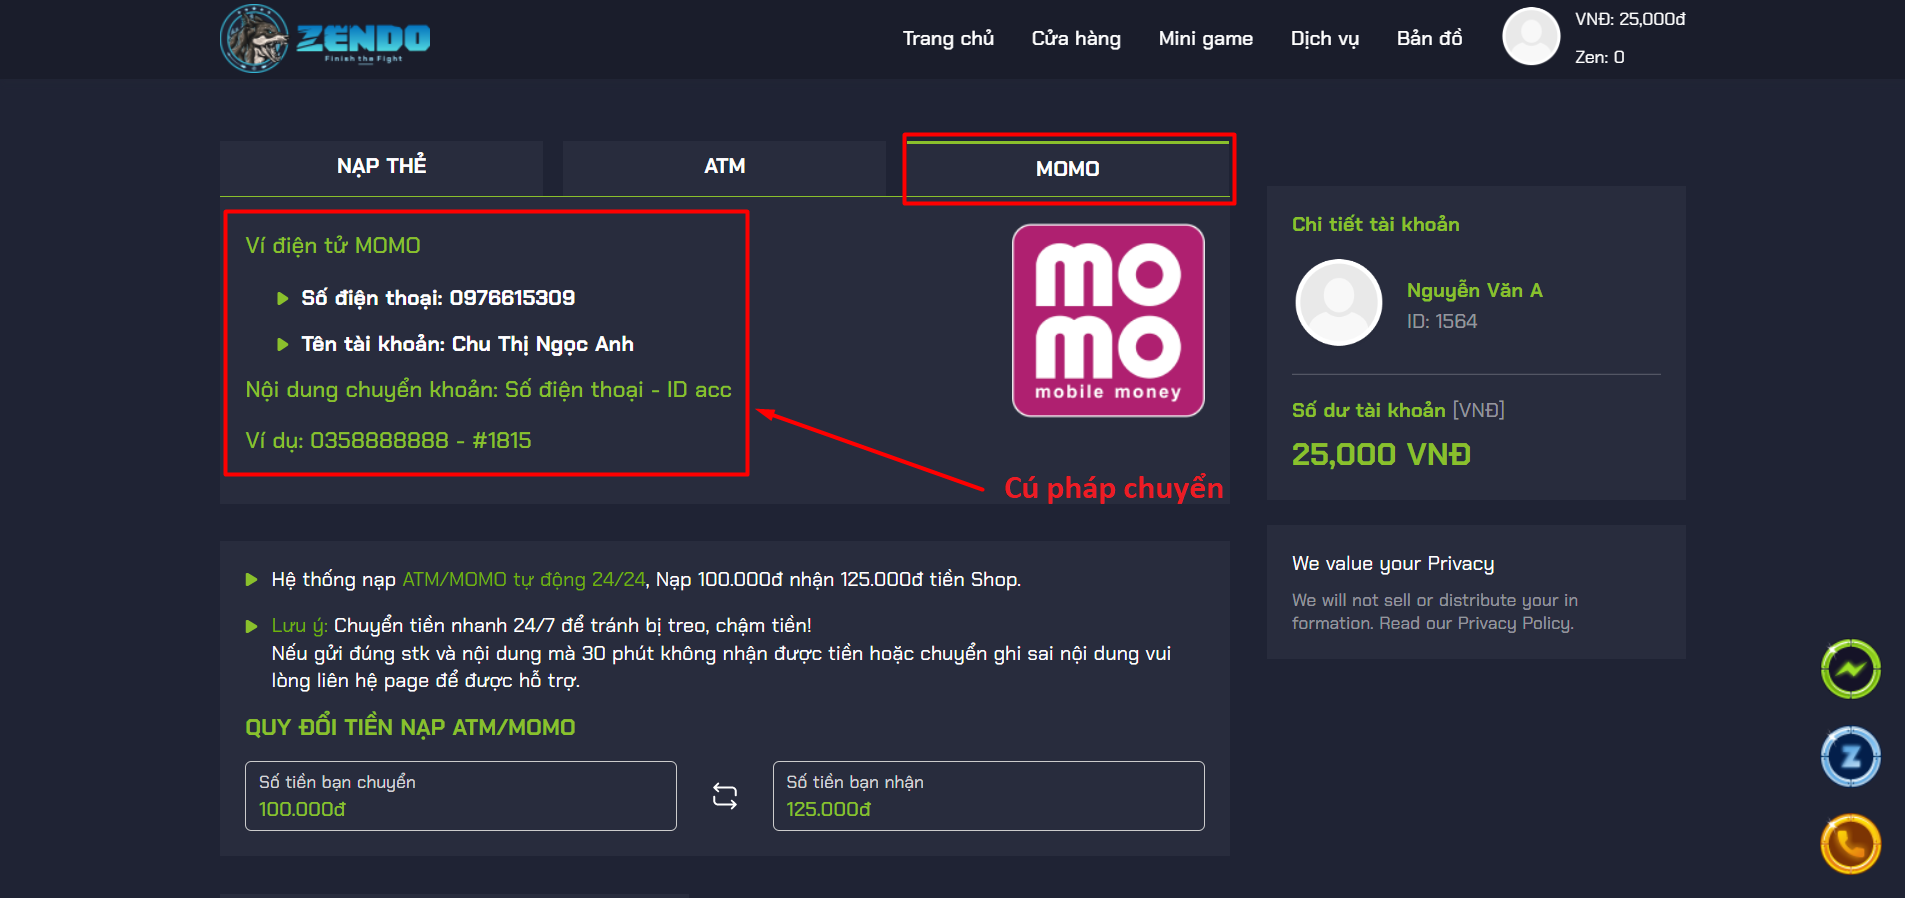 ZENDO
Finish the Fight
Trang chủ
Cửa hàng
Mini game
Dịch vụ
Bản đồ
VNĐ: 25,000đ
Zen: 0
NẠP THẺ
ATM
MOMO
Ví điện tử MOMO
Số điện thoại: 0976615309
Tên tài khoản: Chu Thị Ngọc Anh
Nội dung chuyển khoản: Số điện thoại - ID acc
Ví dụ: 0358888888 - #1815
mo
mo
mobile money
Cú pháp chuyển
Hệ thống nạp ATM/MOMO tự động 24/24, Nạp 100.000đ nhận 125.000đ tiền Shop.
Lưu ý: Chuyển tiền nhanh 24/7 để tránh bị treo, chậm tiền!
Nếu gửi đúng stk và nội dung mà 30 phút không nhận được tiền hoặc chuyển ghi sai nội dung vui
lòng liên hệ page để được hỗ trợ.
QUY ĐỔI TIỀN NẠP ATM/MOMO
Số tiền bạn chuyển
100.000đ
Số tiền bạn nhận
125.000đ
Chi tiết tài khoản
Nguyễn Văn A
ID: 1564
Số dư tài khoản [VNĐ]
25,000 VNĐ
We value your Privacy
We will not sell or distribute your in
formation. Read our Privacy Policy.
Z